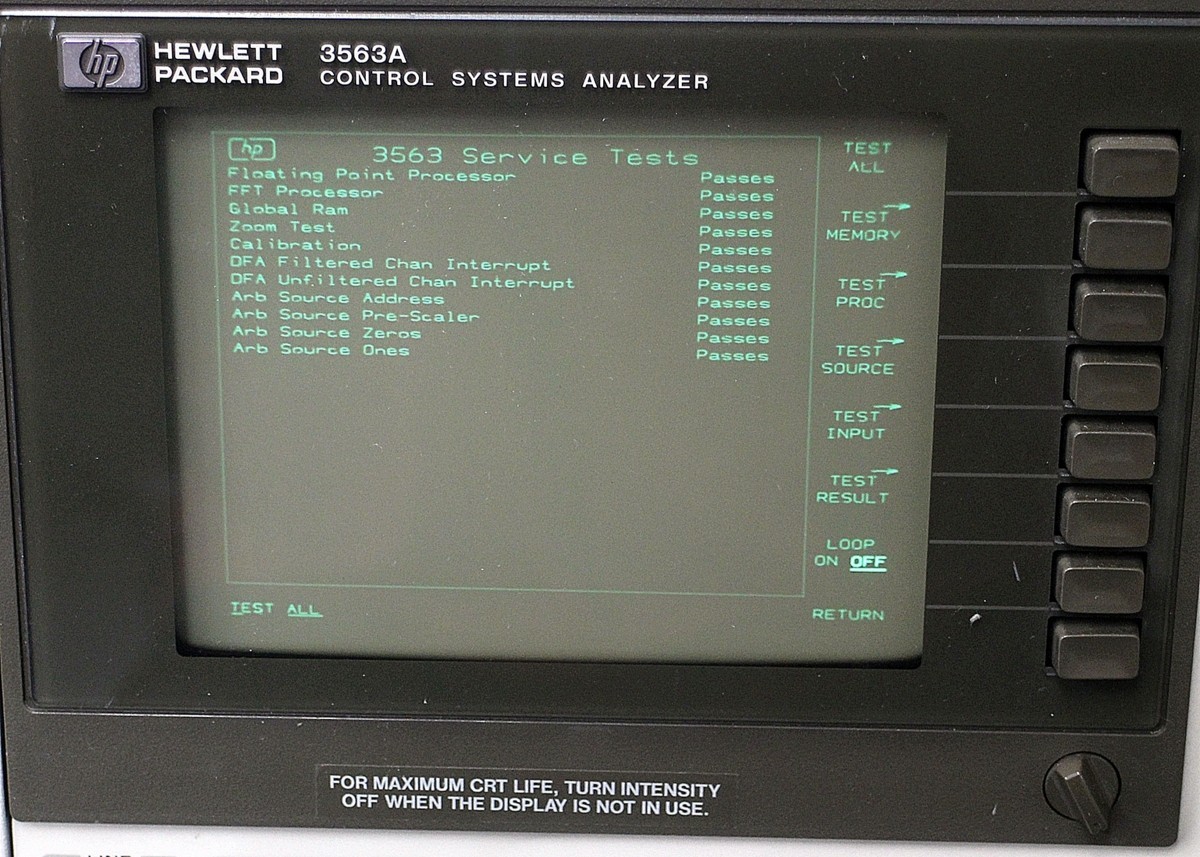 hp HEWLETT PACKARD
3563A
CONTROL SYSTEMS ANALYZER
hp 3563 Service Tests
Floating Point Processor Passes
FFT Processor Passes
Global Ram Passes
Zoom Test Passes
Calibration Passes
DFA Filtered Chan Interrupt Passes
DFA Unfiltered Chan Interrupt Passes
Arb Source Address Passes
Arb Source Pre-Scaler Passes
Arb Source Zeros Passes
Arb Source Ones Passes
TEST ALL
TEST
ALL
TEST
MEMORY
TEST
PROC
TEST
SOURCE
TEST
INPUT
TEST
RESULT
LOOP
ON OFF
RETURN
FOR MAXIMUM CRT LIFE, TURN INTENSITY
OFF WHEN THE DISPLAY IS NOT IN USE.